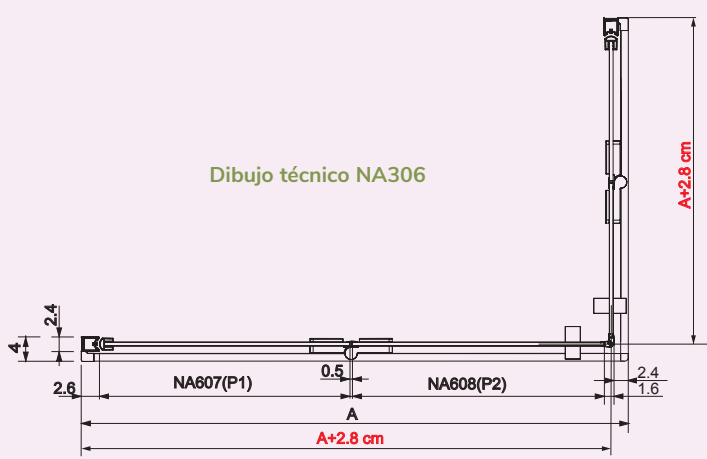 Dibujo técnico NA306
A+2.8 cm
2.4
4
2.6
NA607(P1)
0.5
NA608(P2)
2.4
1.6
A
A+2.8 cm